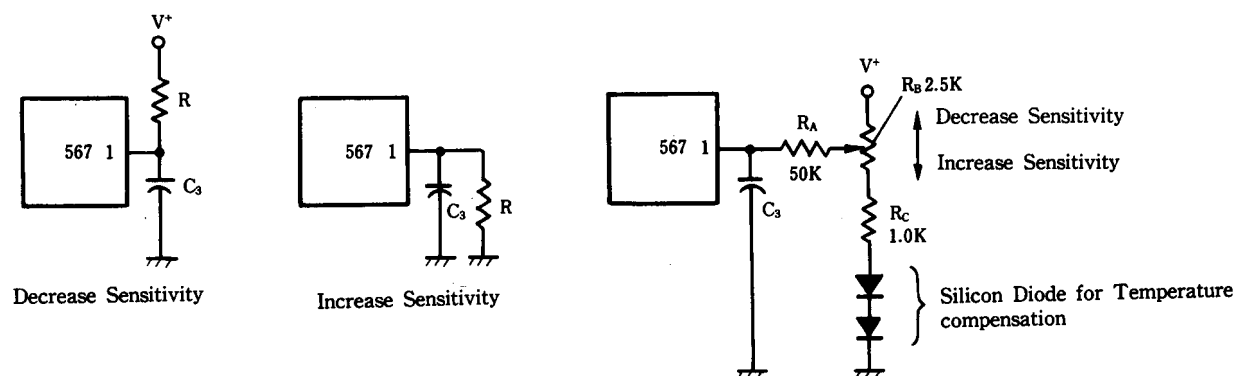 V⁺
R
567 1
C₃
Decrease Sensitivity
567 1
C₃
R
Increase Sensitivity
V⁺
R_B 2.5K
Decrease Sensitivity
Increase Sensitivity
567 1
R_A
50K
C₃
R_C
1.0K
Silicon Diode for Temperature
compensation